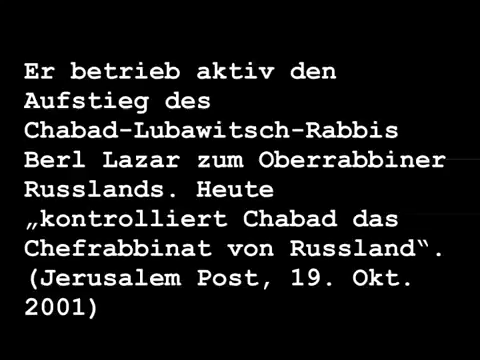 Er betrieb aktiv den
Aufstieg des
Chabad-Lubawitsch-Rabbis
Berl Lazar zum Oberrabbiner
Russlands. Heute
„kontrolliert Chabad das
Chefrabbinat von Russland“.
(Jerusalem Post, 19. Okt.
2001)